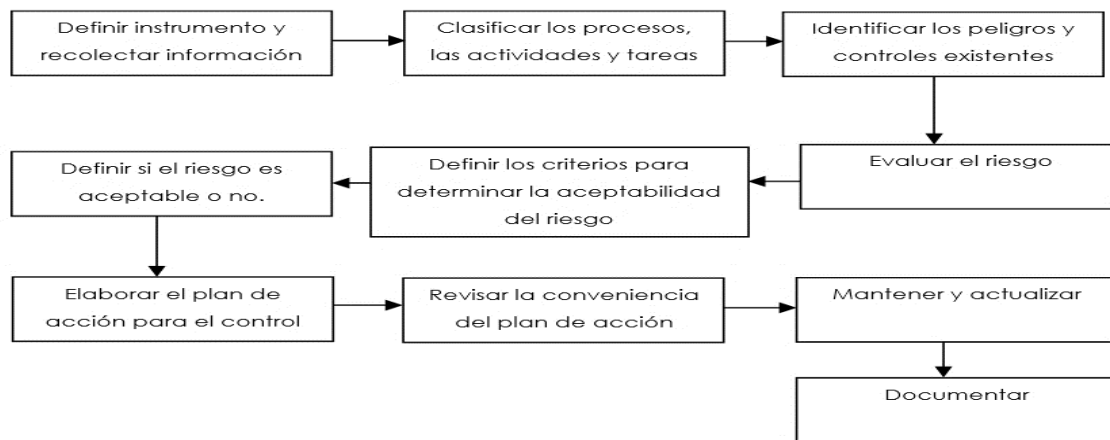 Definir instrumento y
recolectar información
Clasificar los procesos,
las actividades y tareas
Identificar los peligros y
controles existentes
Evaluar el riesgo
Definir los criterios para
determinar la aceptabilidad
del riesgo
Definir si el riesgo es
aceptable o no.
Elaborar el plan de
acción para el control
Revisar la conveniencia
del plan de acción
Mantener y actualizar
Documentar